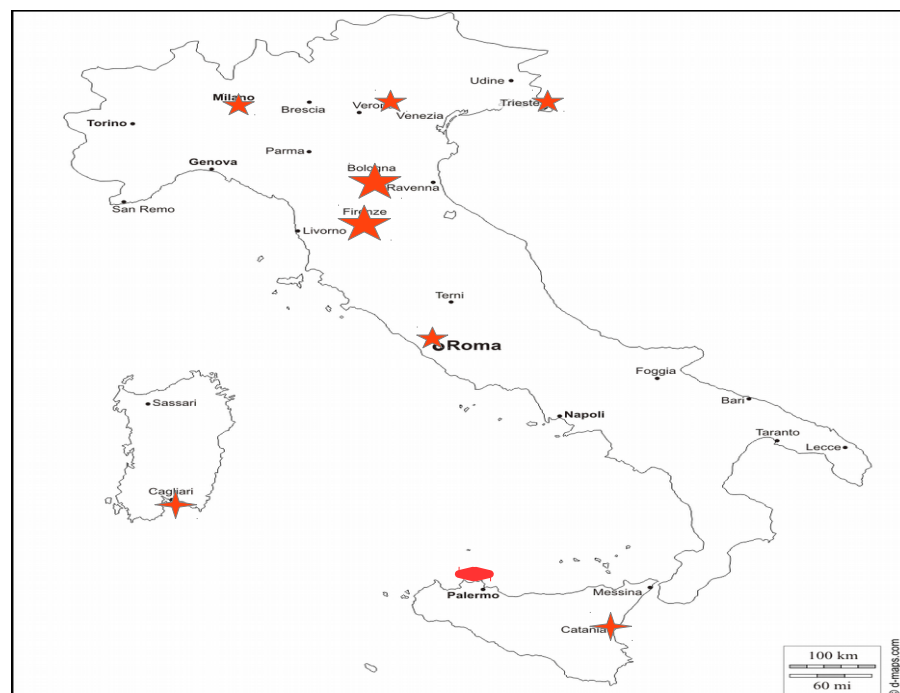 Udine
Milano
Brescia
Verona
Trieste
Venezia
Torino
Parma
Genova
Bologna
Ravenna
San Remo
Firenze
Livorno
Terni
Roma
Foggia
Sassari
Bari
Napoli
Taranto
Lecce
Cagliari
Palermo
Messina
Catania
100 km
60 mi
© d-maps.com